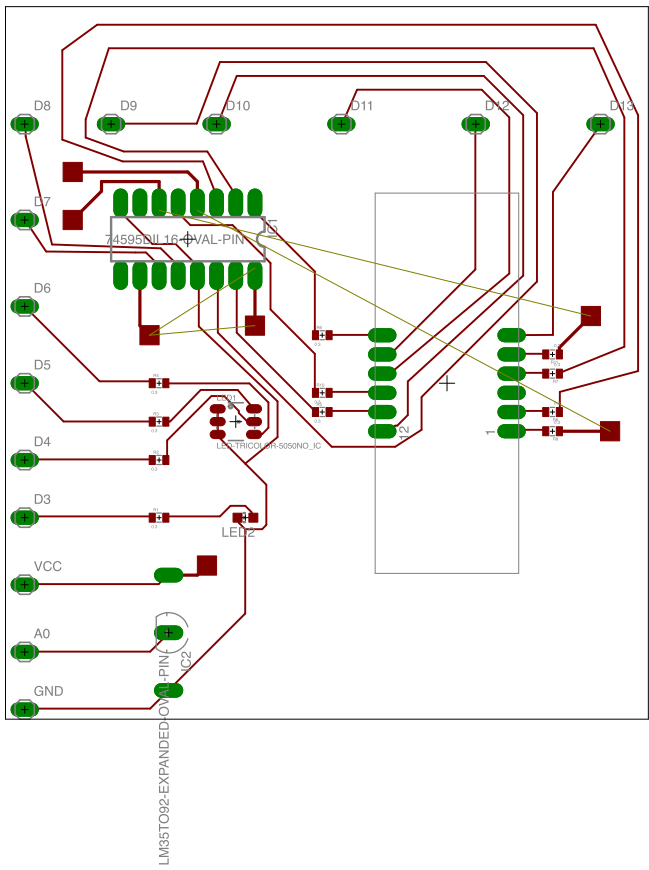 D8
D9
D10
D11
D12
D13
D7
74595DIL16-OVAL-PIN
IC1
D6
D5
LED1
LED-TRICOLOR-5050NO_IC
12
1
D4
D3
LED2
VCC
A0
IC2
GND
LM35TO92-EXPANDED-OVAL-PIN-